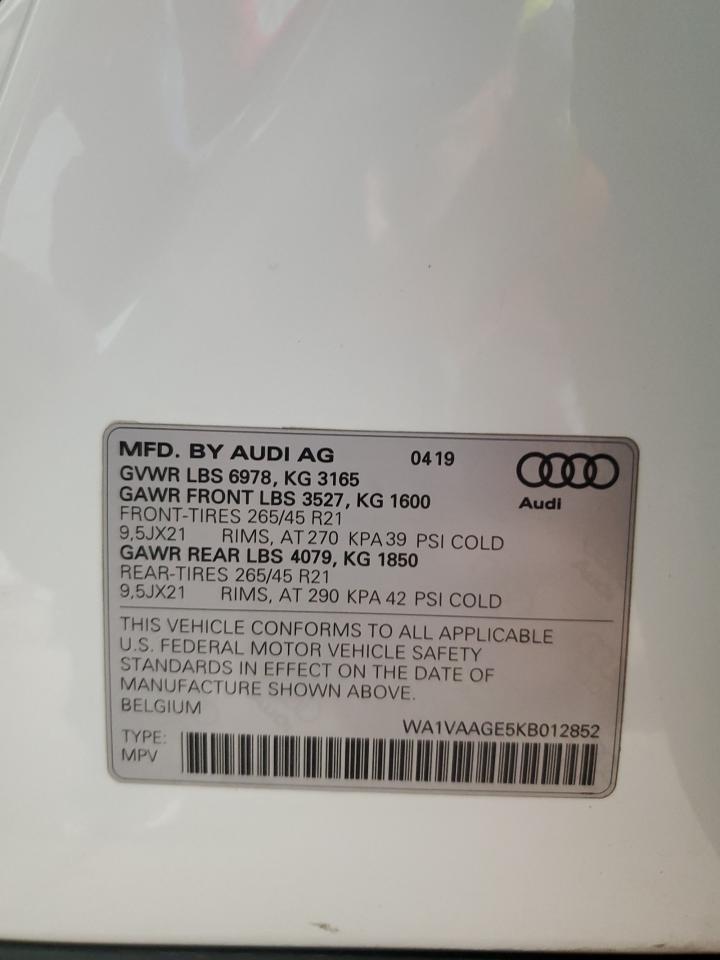 MFD. BY AUDI AG 0419
GVWR LBS 6978, KG 3165
GAWR FRONT LBS 3527, KG 1600
Audi
FRONT-TIRES 265/45 R21
9,5JX21 RIMS, AT 270 KPA 39 PSI COLD
GAWR REAR LBS 4079, KG 1850
REAR-TIRES 265/45 R21
9,5JX21 RIMS, AT 290 KPA 42 PSI COLD
THIS VEHICLE CONFORMS TO ALL APPLICABLE
U.S. FEDERAL MOTOR VEHICLE SAFETY
STANDARDS IN EFFECT ON THE DATE OF
MANUFACTURE SHOWN ABOVE.
BELGIUM
WA1VAAGE5KB012852
TYPE:
MPV